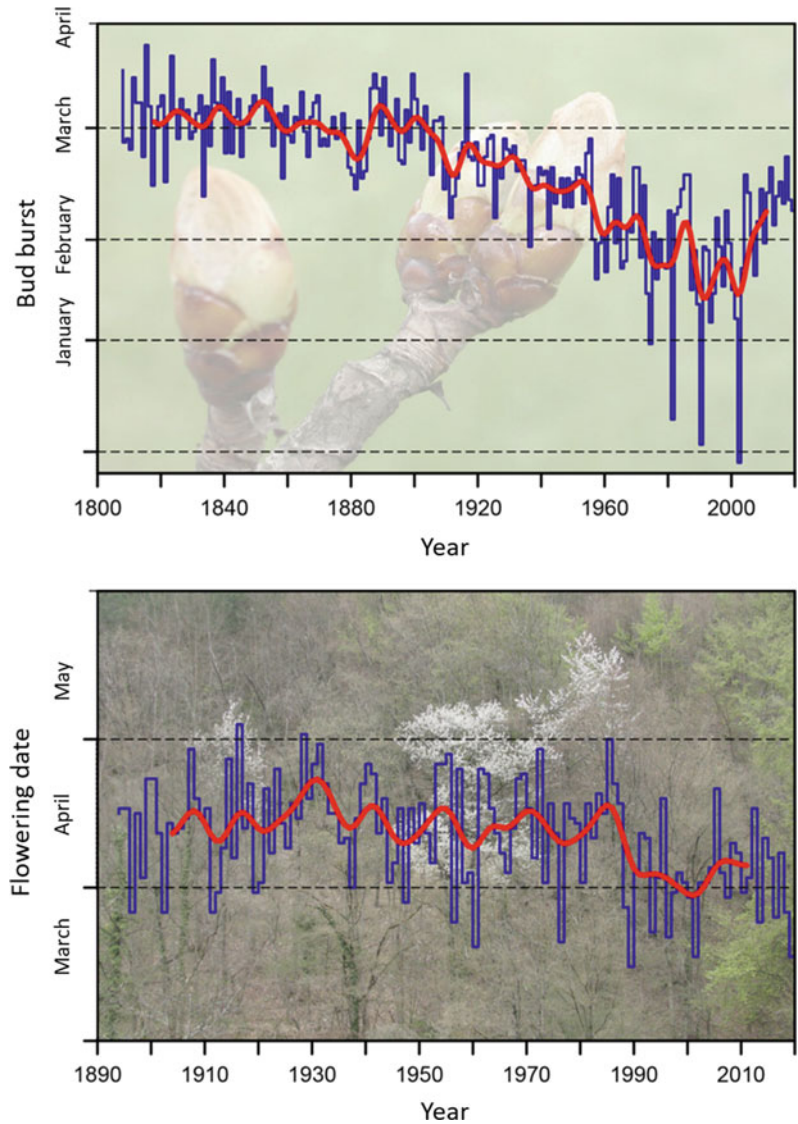 April
March
February
January
Bud burst
1800 1840 1880 1920 1960 2000
Year
May
April
March
Flowering date
1890 1910 1930 1950 1970 1990 2010
Year